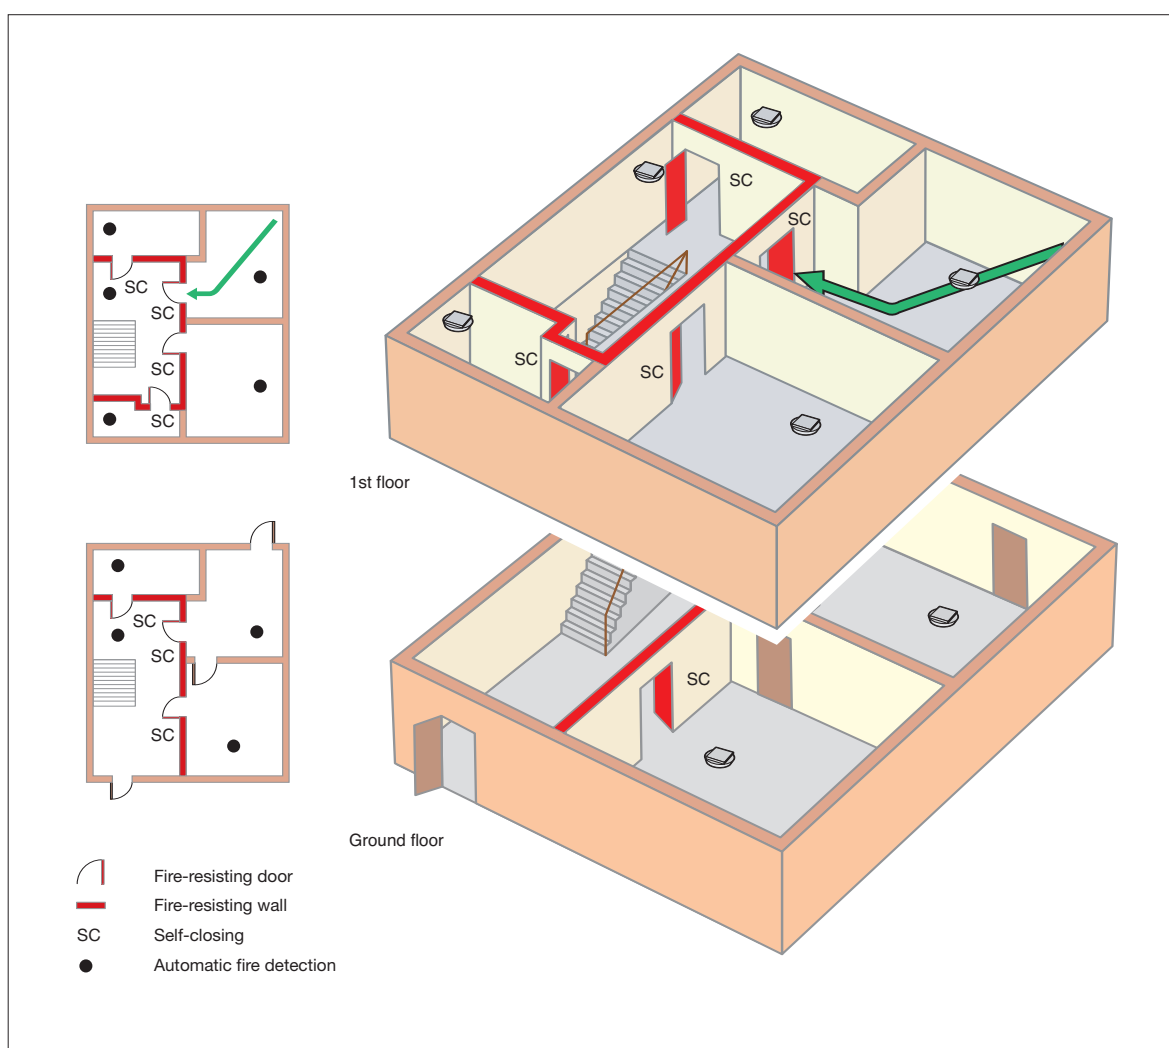 SC
SC
SC
SC
SC
SC
SC
SC
1st floor
SC
SC
SC
SC
Ground floor
Fire-resisting door
Fire-resisting wall
SC Self-closing
Automatic fire detection